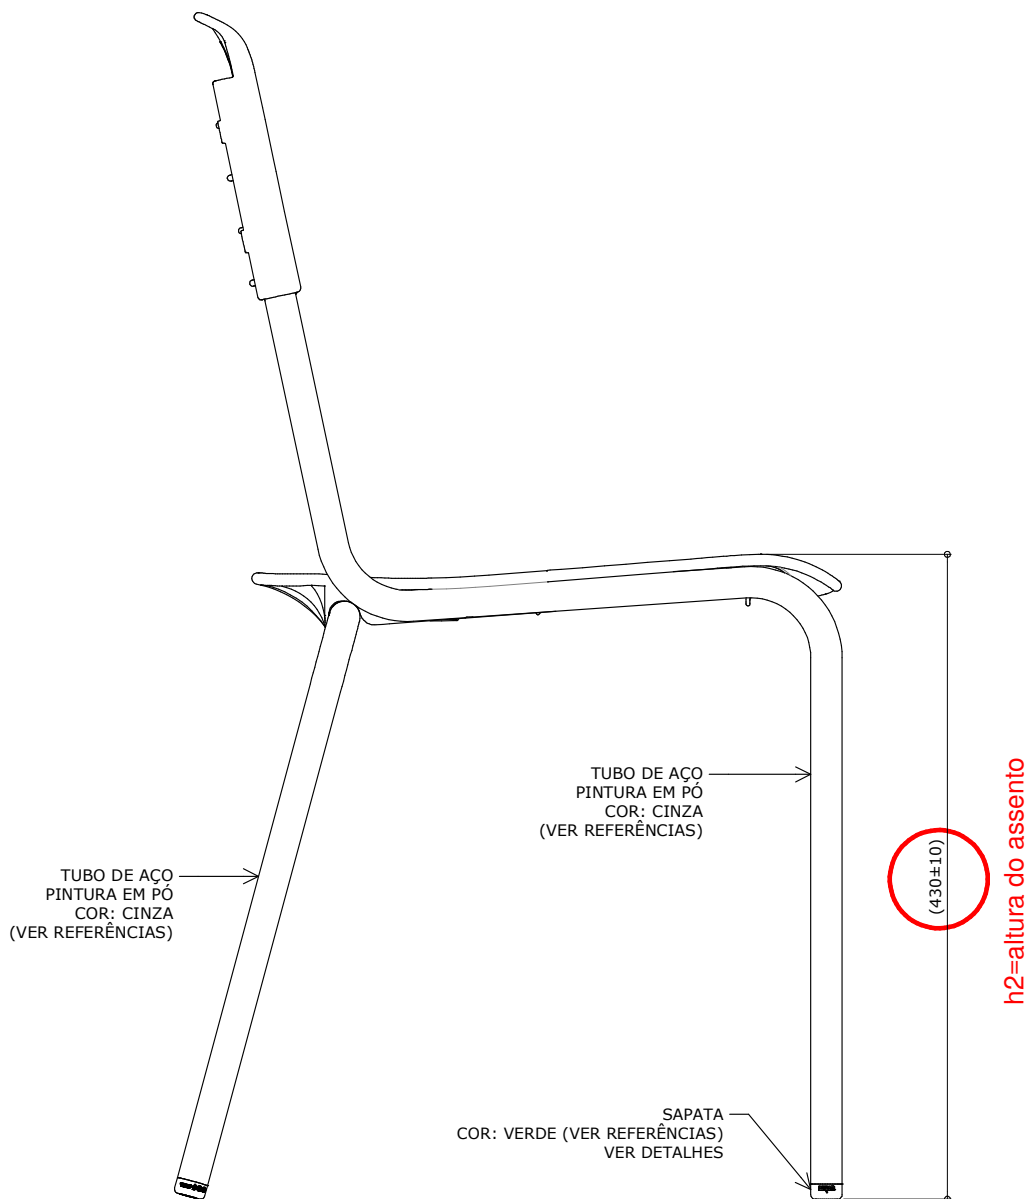 TUBO DE AÇO
PINTURA EM PÓ
COR: CINZA
(VER REFERÊNCIAS)
TUBO DE AÇO
PINTURA EM PÓ
COR: CINZA
(VER REFERÊNCIAS)
(430±10)
h2=altura do assento
SAPATA
COR: VERDE (VER REFERÊNCIAS)
VER DETALHES